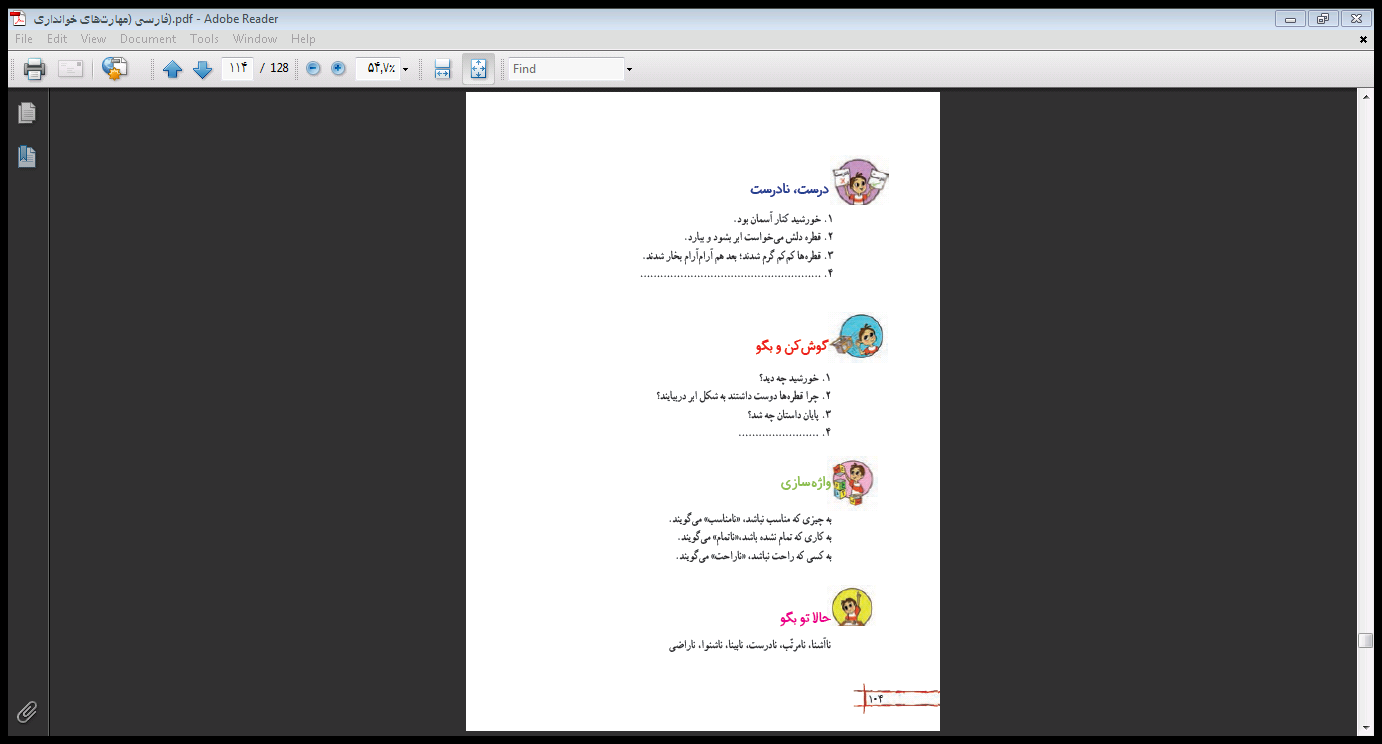 فارسی (مهارت‌های خوانداری).pdf - Adobe Reader
File Edit View Document Tools Window Help
۱۱۴ / 128 ۵۴٫۷٪ Find
درست، نادرست
۱. خورشید کنار آسمان بود.
۲. قطره دلش می‌خواست ابر بشود و ببارد.
۳. قطره‌ها کم‌کم گرم شدند؛ بعد هم آرام‌آرام بخار شدند.
۴. ......................................................
گوش‌کن و بگو
۱. خورشید چه دید؟
۲. چرا قطره‌ها دوست داشتند به شکل ابر دربیایند؟
۳. پایان داستان چه شد؟
۴. ........................
واژه‌سازی
به چیزی که مناسب نباشد، «نامناسب» می‌گویند.
به کاری که تمام نشده باشد،«ناتمام» می‌گویند.
به کسی که راحت نباشد، «ناراحت» می‌گویند.
حالا تو بگو
ناآشنا، نامرتّب، نادرست، نابینا، ناشنوا، ناراضی
۱۰۴